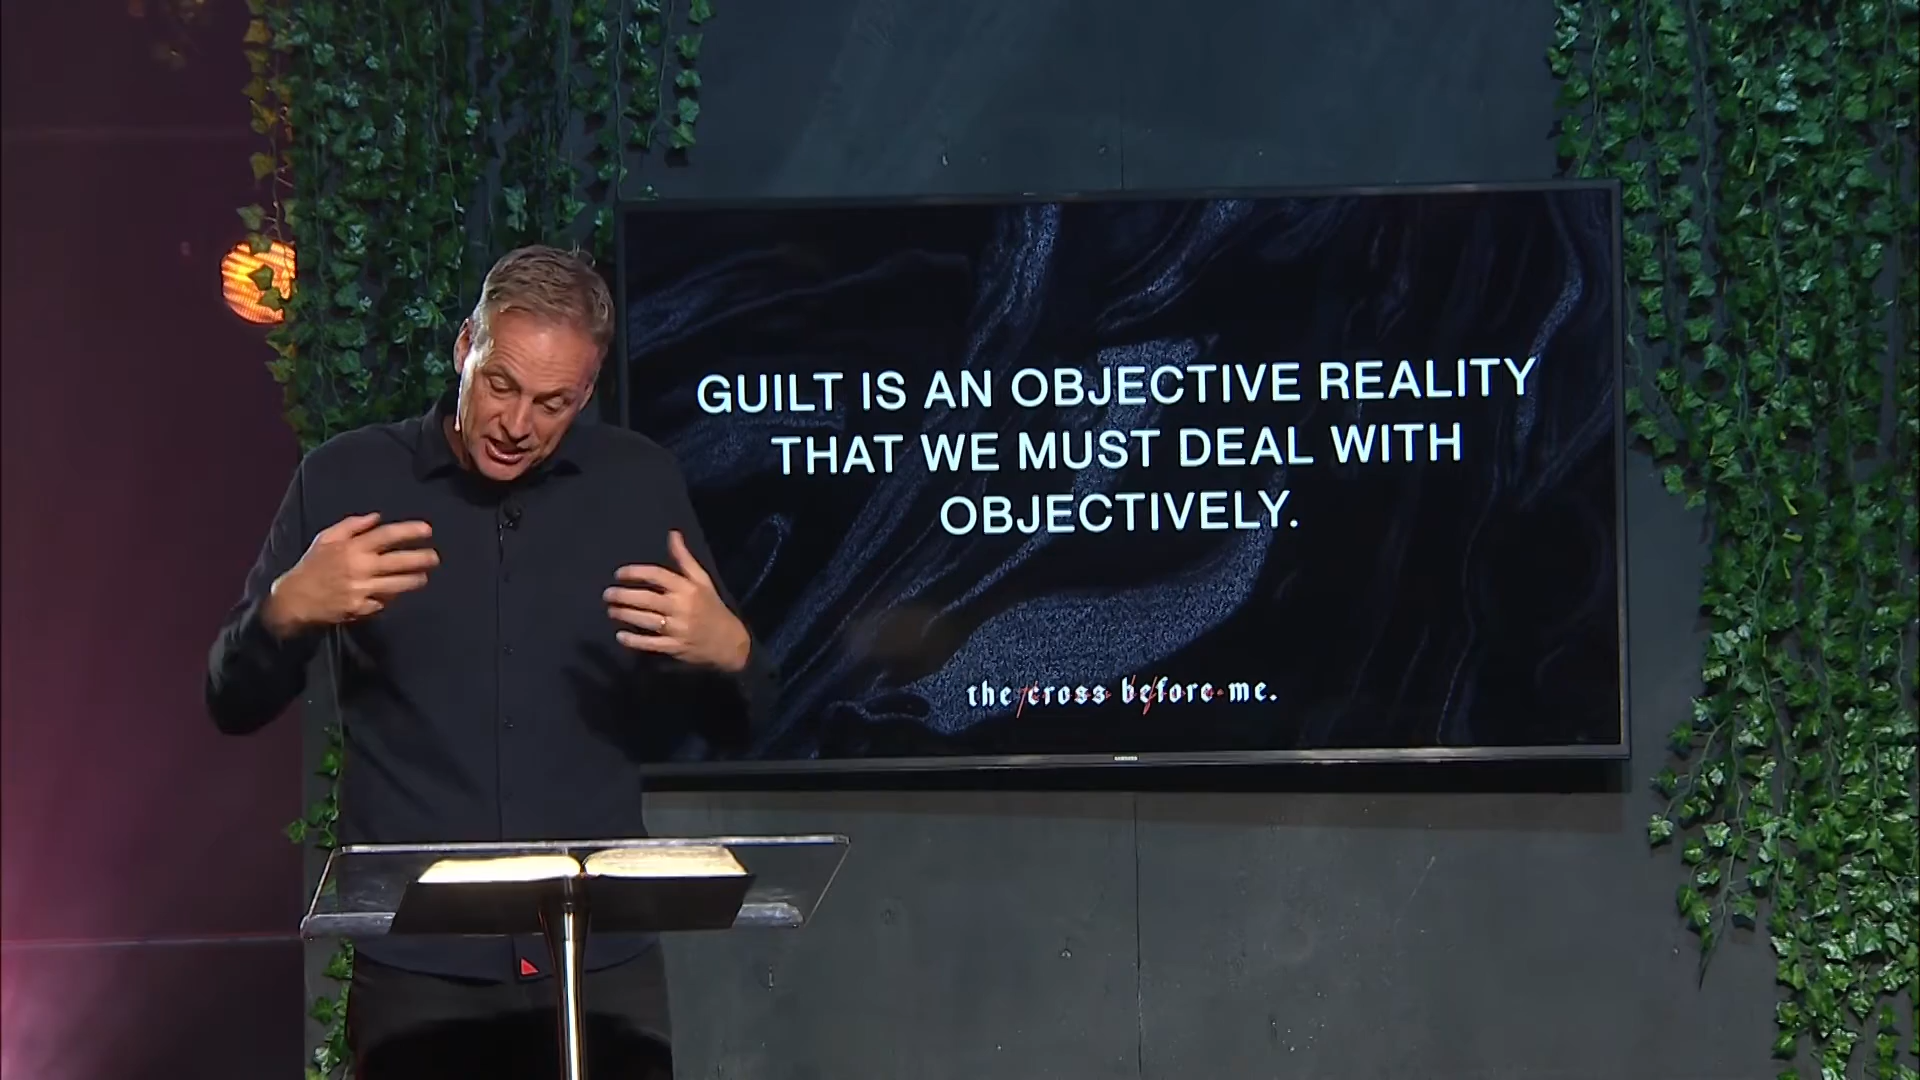 GUILT IS AN OBJECTIVE REALITY
THAT WE MUST DEAL WITH
OBJECTIVELY.
the cross before me.